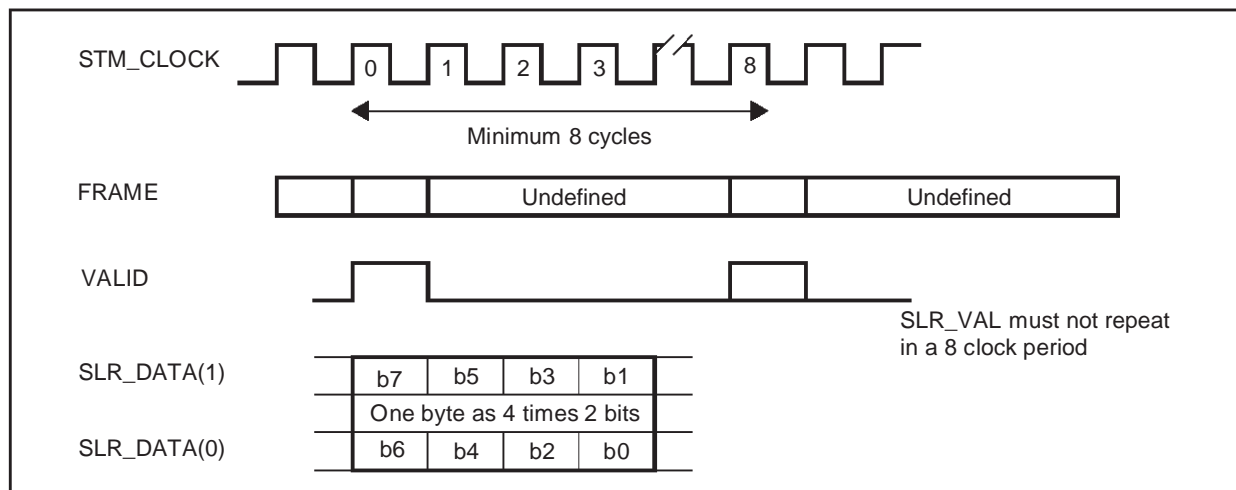 STM_CLOCK
0 1 2 3 8
Minimum 8 cycles
FRAME
Undefined Undefined
VALID
SLR_VAL must not repeat
in a 8 clock period
SLR_DATA(1)
b7 b5 b3 b1
One byte as 4 times 2 bits
SLR_DATA(0)
b6 b4 b2 b0